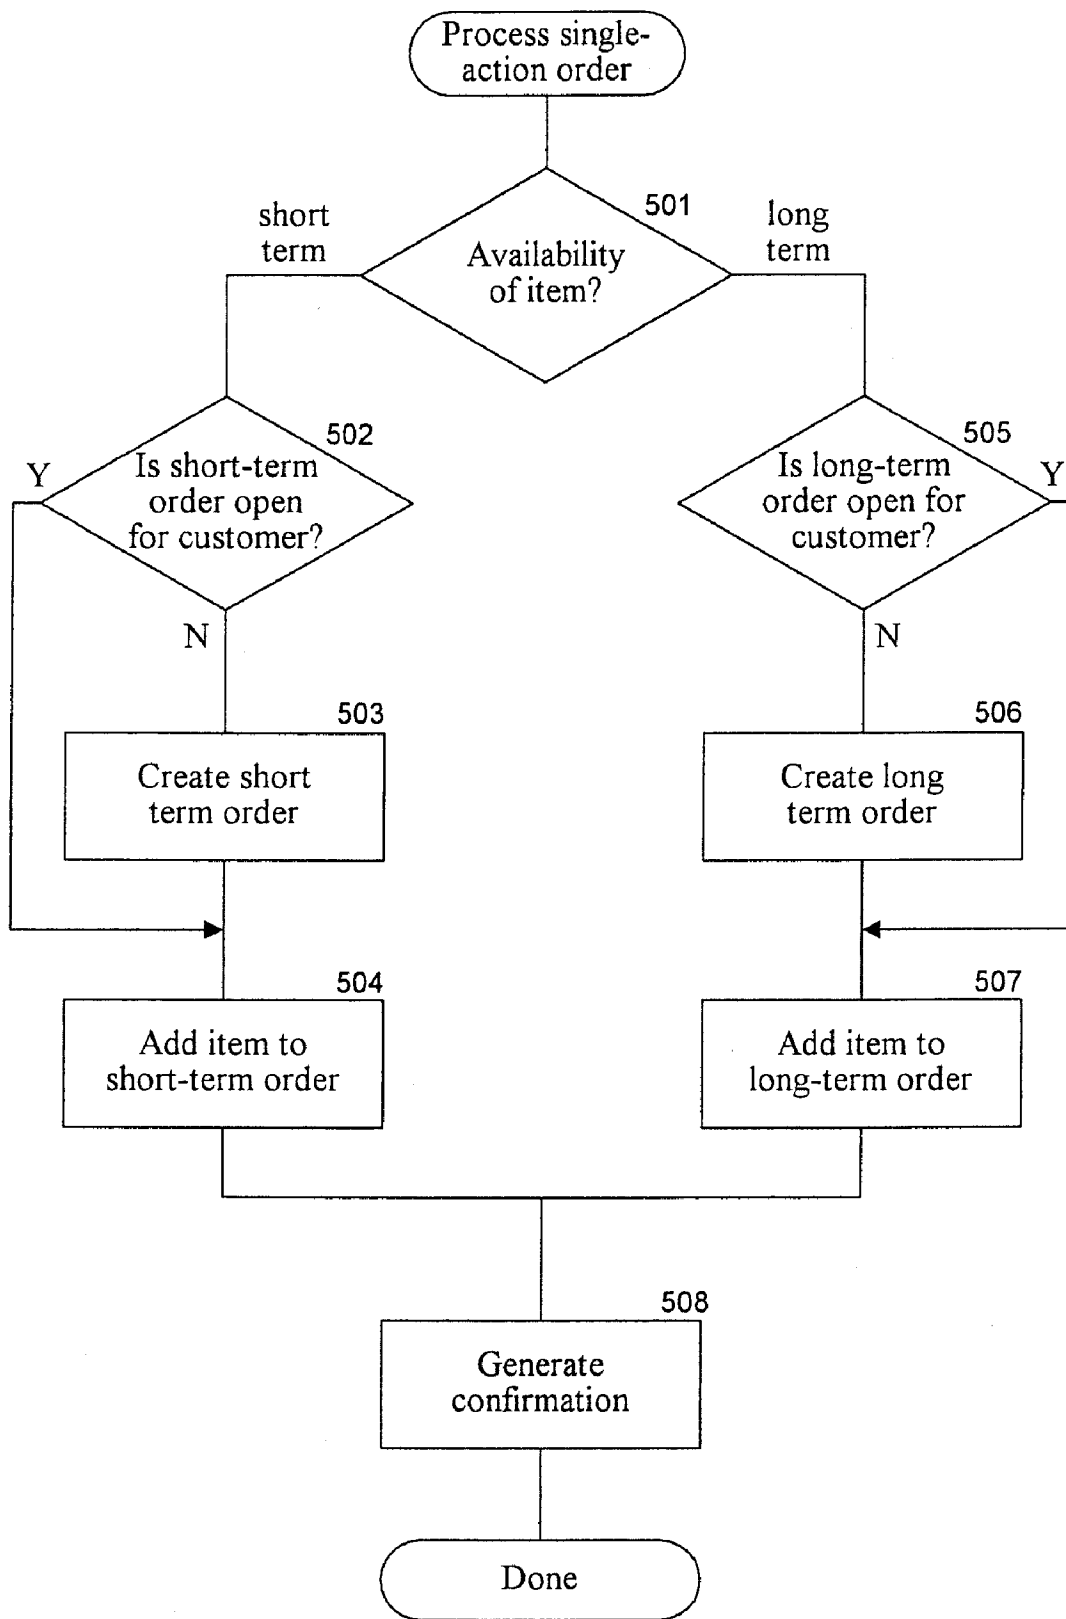 Process single-
action order
501
short
term
long
term
Availability
of item?
502
Y
Is short-term
order open
for customer?
N
505
Y
Is long-term
order open for
customer?
N
503
Create short
term order
506
Create long
term order
504
Add item to
short-term order
507
Add item to
long-term order
508
Generate
confirmation
Done